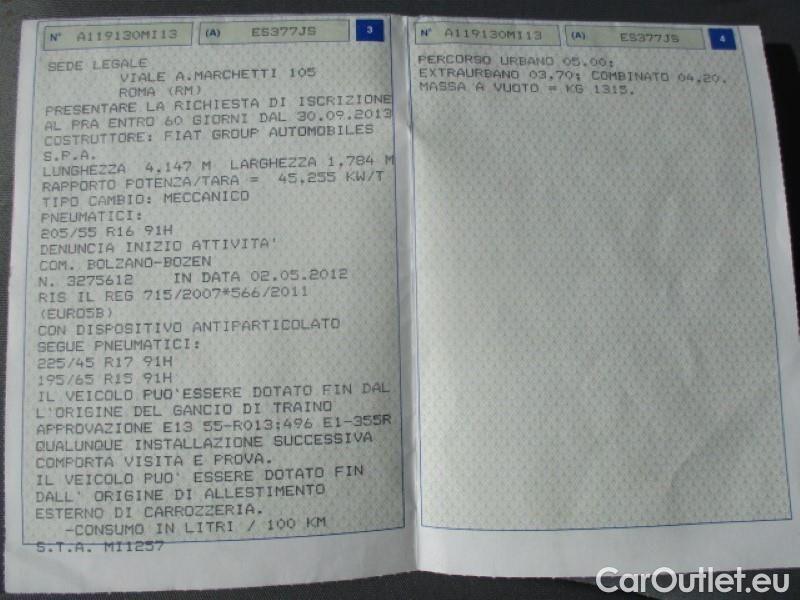 N° A119130MI13 (A) ES377JS 3
SEDE LEGALE
VIALE A.MARCHETTI 105
ROMA (RM)
PRESENTARE LA RICHIESTA DI ISCRIZIONE
AL PRA ENTRO 60 GIORNI DAL 30.09.2013
COSTRUTTORE: FIAT GROUP AUTOMOBILES
S.P.A.
LUNGHEZZA 4,147 M LARGHEZZA 1,784 M
RAPPORTO POTENZA/TARA = 45,255 KW/T
TIPO CAMBIO: MECCANICO
PNEUMATICI:
205/55 R16 91H
DENUNCIA INIZIO ATTIVITA'
COM. BOLZANO-BOZEN
N. 3275612 IN DATA 02.05.2012
RIS IL REG 715/2007*566/2011
(EURO5B)
CON DISPOSITIVO ANTIPARTICOLATO
SEGUE PNEUMATICI:
225/45 R17 91H
195/65 R15 91H
IL VEICOLO PUO'ESSERE DOTATO FIN DAL
L'ORIGINE DEL GANCIO DI TRAINO
APPROVAZIONE E13 55-R013;496 E1-355R
QUALUNQUE INSTALLAZIONE SUCCESSIVA
COMPORTA VISITA E PROVA.
IL VEICOLO PUO' ESSERE DOTATO FIN
DALL' ORIGINE DI ALLESTIMENTO
ESTERNO DI CARROZZERIA.
-CONSUMO IN LITRI / 100 KM
S.T.A. MI1257
N° A119130MI13 (A) ES377JS 4
PERCORSO URBANO 05.00;
EXTRAURBANO 03,70; COMBINATO 04,20.
MASSA A VUOTO = KG 1315.
CarOutlet.eu